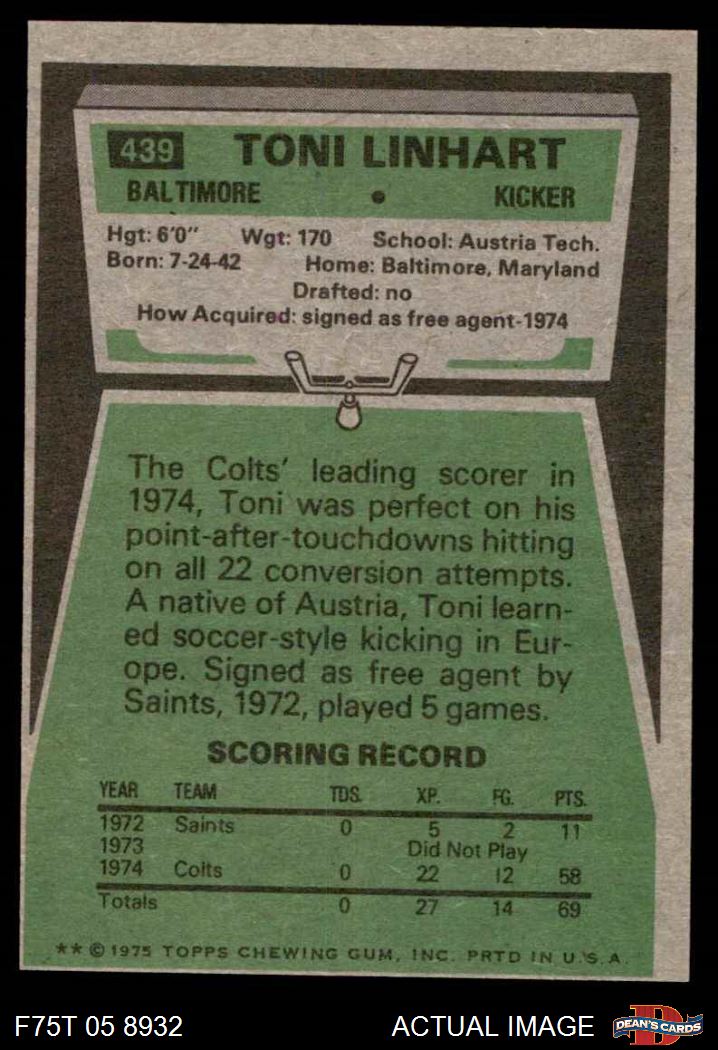 439 TONI LINHART
BALTIMORE • KICKER
Hgt: 6'0" Wgt: 170 School: Austria Tech.
Born: 7-24-42 Home: Baltimore, Maryland
Drafted: no
How Acquired: signed as free agent-1974
The Colts' leading scorer in
1974, Toni was perfect on his
point-after-touchdowns hitting
on all 22 conversion attempts.
A native of Austria, Toni learn-
ed soccer-style kicking in Eur-
ope. Signed as free agent by
Saints, 1972, played 5 games.
SCORING RECORD
YEAR TEAM TDS. XP. FG. PTS.
1972 Saints 0 5 2 11
1973 Did Not Play
1974 Colts 0 22 12 58
Totals 0 27 14 69
** © 1975 TOPPS CHEWING GUM, INC. PRTD IN U.S.A.
F75T 05 8932 ACTUAL IMAGE D DEAN'S CARDS